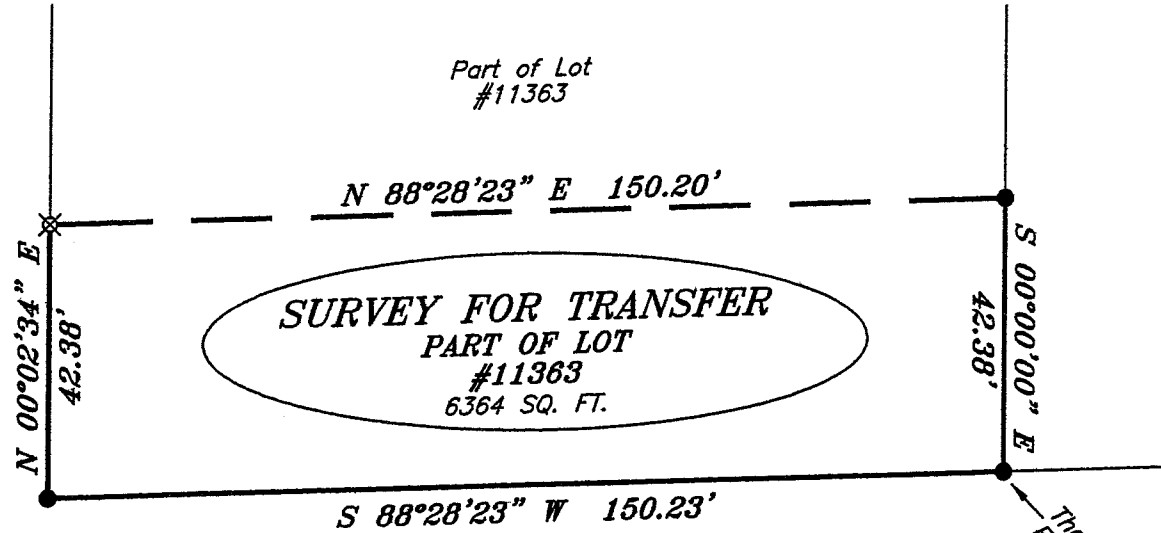 Part of Lot
#11363
N 88°28'23" E 150.20'
N 00°02'34" E
42.38'
SURVEY FOR TRANSFER
PART OF LOT
#11363
6364 SQ. FT.
S 00°00'00" E
42.38'
S 88°28'23" W 150.23'